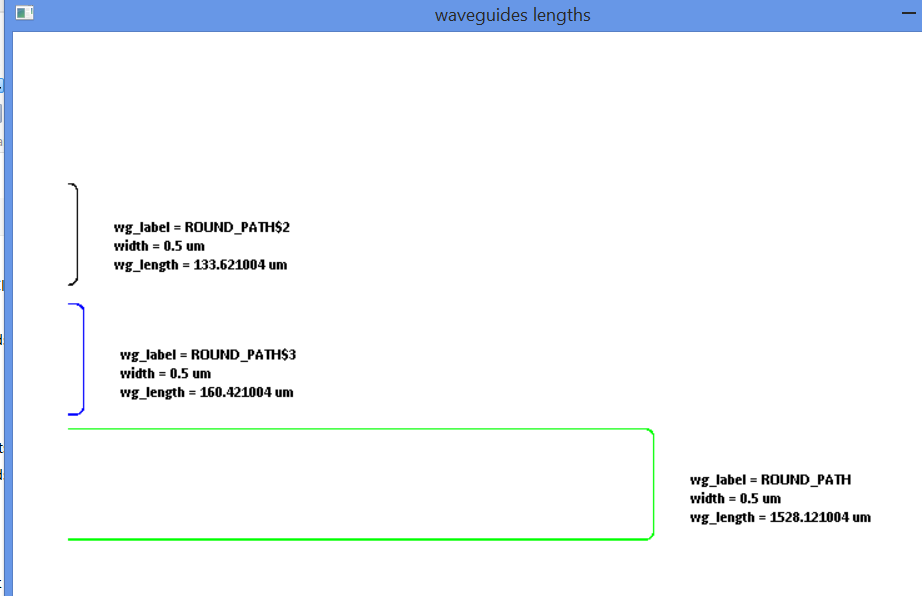 waveguides lengths
wg_label = ROUND_PATH$2
width = 0.5 um
wg_length = 133.621004 um
wg_label = ROUND_PATH$3
width = 0.5 um
wg_length = 160.421004 um
wg_label = ROUND_PATH
width = 0.5 um
wg_length = 1528.121004 um